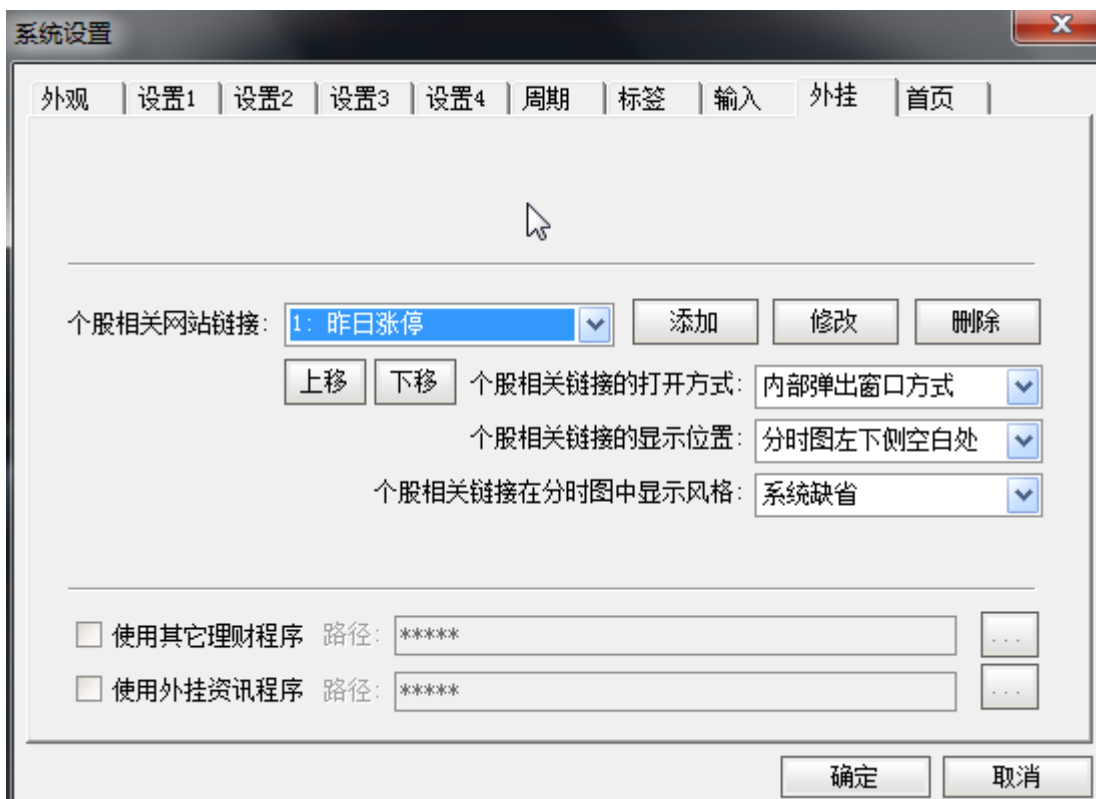 系统设置
外观 设置1 设置2 设置3 设置4 周期 标签 输入 外挂 首页
个股相关网站链接: 1: 昨日涨停 添加 修改 删除
上移 下移 个股相关链接的打开方式: 内部弹出窗口方式
个股相关链接的显示位置: 分时图左下侧空白处
个股相关链接在分时图中显示风格: 系统缺省
使用其它理财程序 路径: ***** ...
使用外挂资讯程序 路径: ***** ...
确定 取消